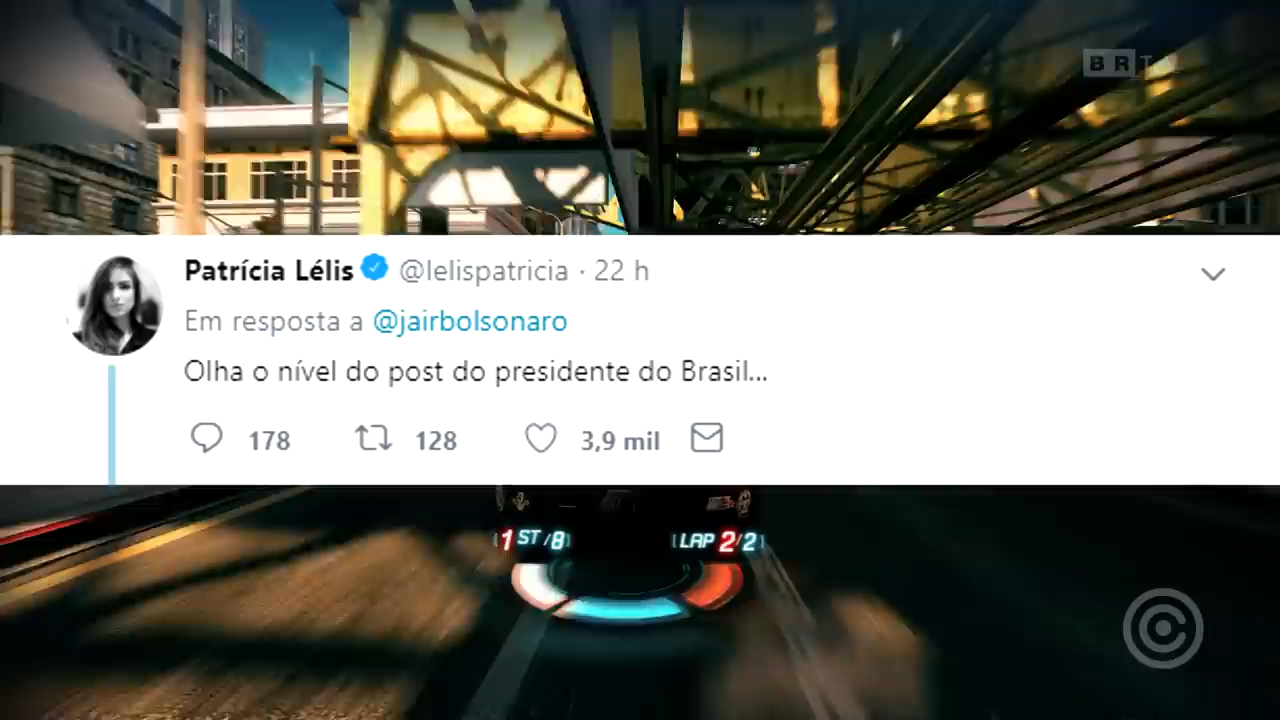 BRT
Patrícia Lélis @lelispatricia · 22 h
Em resposta a @jairbolsonaro
Olha o nível do post do presidente do Brasil...
178 128 3,9 mil
1 ST/8 LAP 2/2